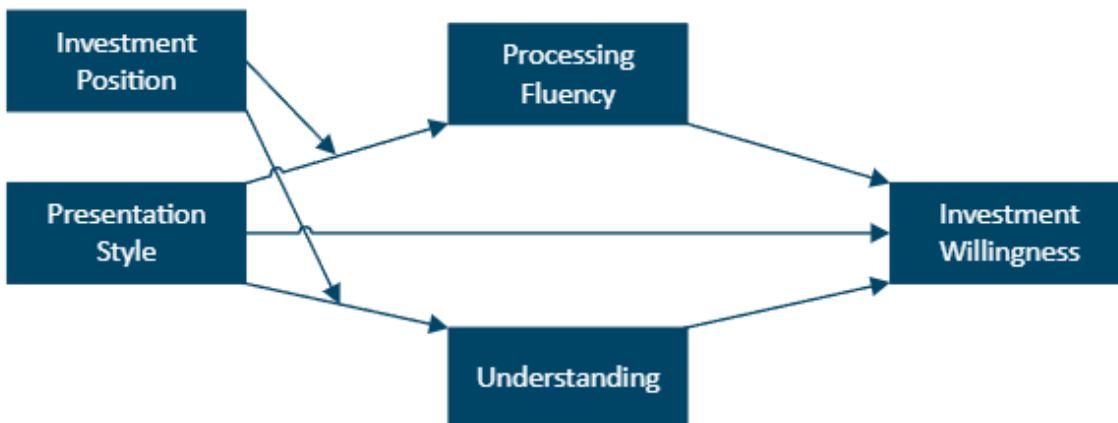 Investment
Position
Processing
Fluency
Presentation
Style
Investment
Willingness
Understanding